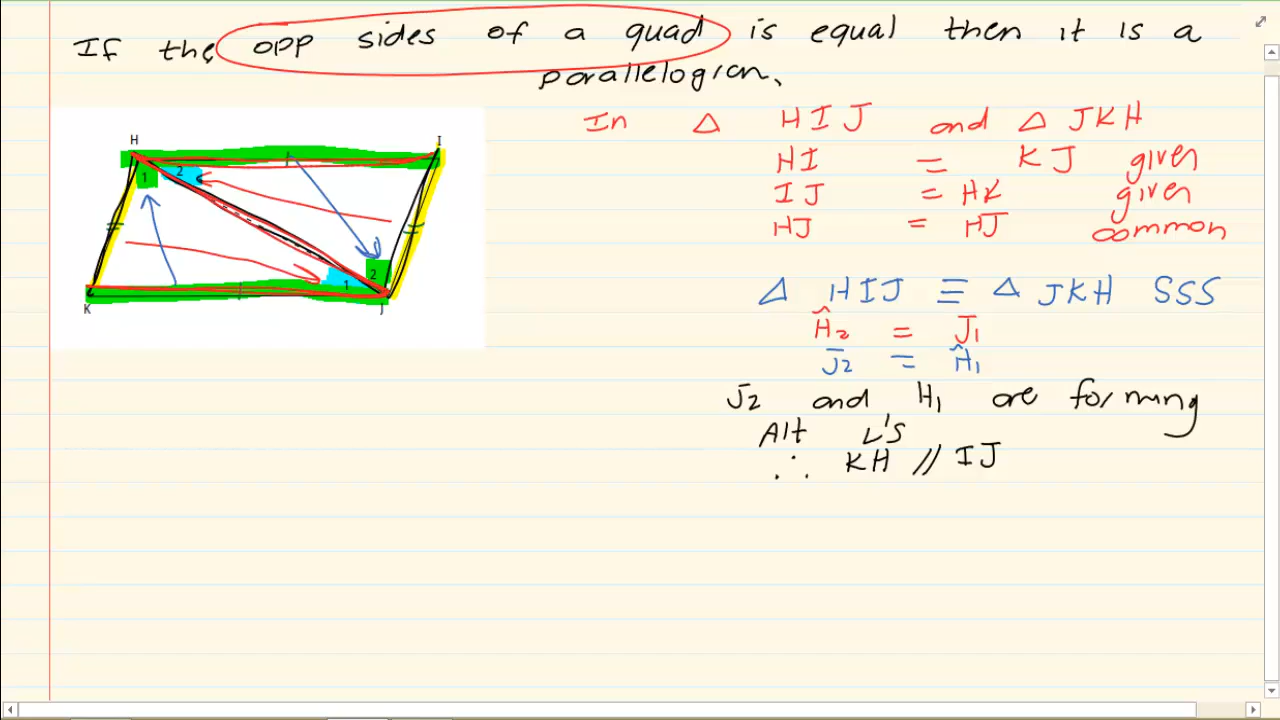 If the opp sides of a quad is equal then it is a
parallelogram.
H I
1 2
1 2
K J
In Δ HIJ and Δ JKH
HI = KJ given
IJ = HK given
HJ = HJ common
Δ HIJ ≡ Δ JKH SSS
Ĥ2 = J1
J2 = Ĥ1
J2 and H1 are forming
Alt L'S
∴ KH // IJ